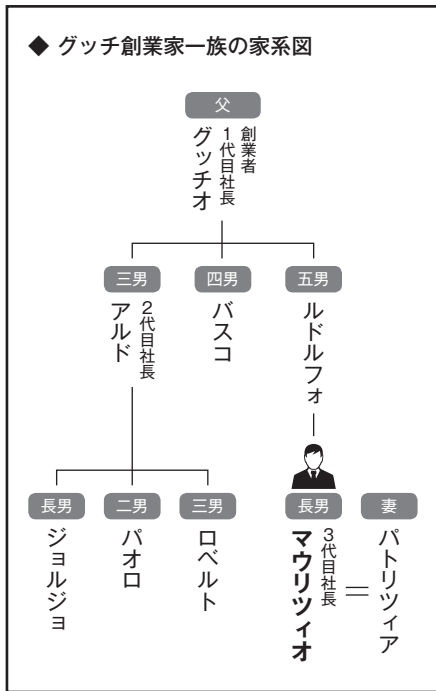 ◆ グッチ創業家一族の家系図
父
創業者
1代目社長
グッチオ
三男
2代目社長
アルド
四男
バスコ
五男
ルドルフォ
長男
ジョルジョ
二男
パオロ
三男
ロベルト
長男
3代目社長
マウリツィオ
妻
パトリツィア